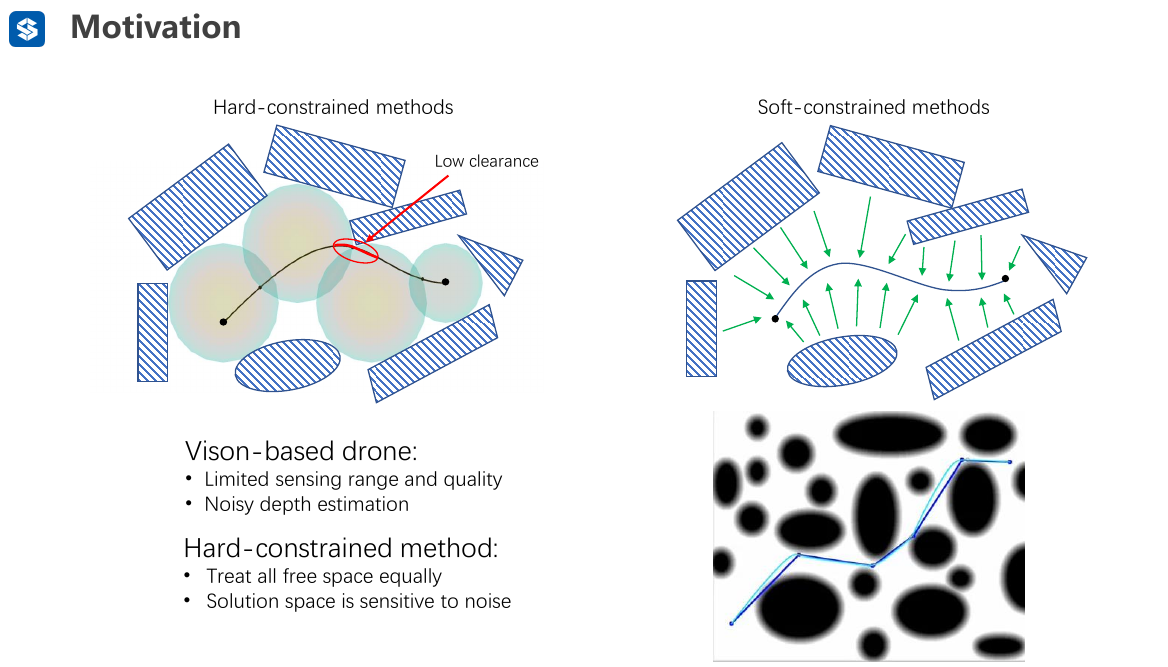 Motivation
Hard-constrained methods
Soft-constrained methods
Low clearance
Vison-based drone:
• Limited sensing range and quality
• Noisy depth estimation
Hard-constrained method:
• Treat all free space equally
• Solution space is sensitive to noise